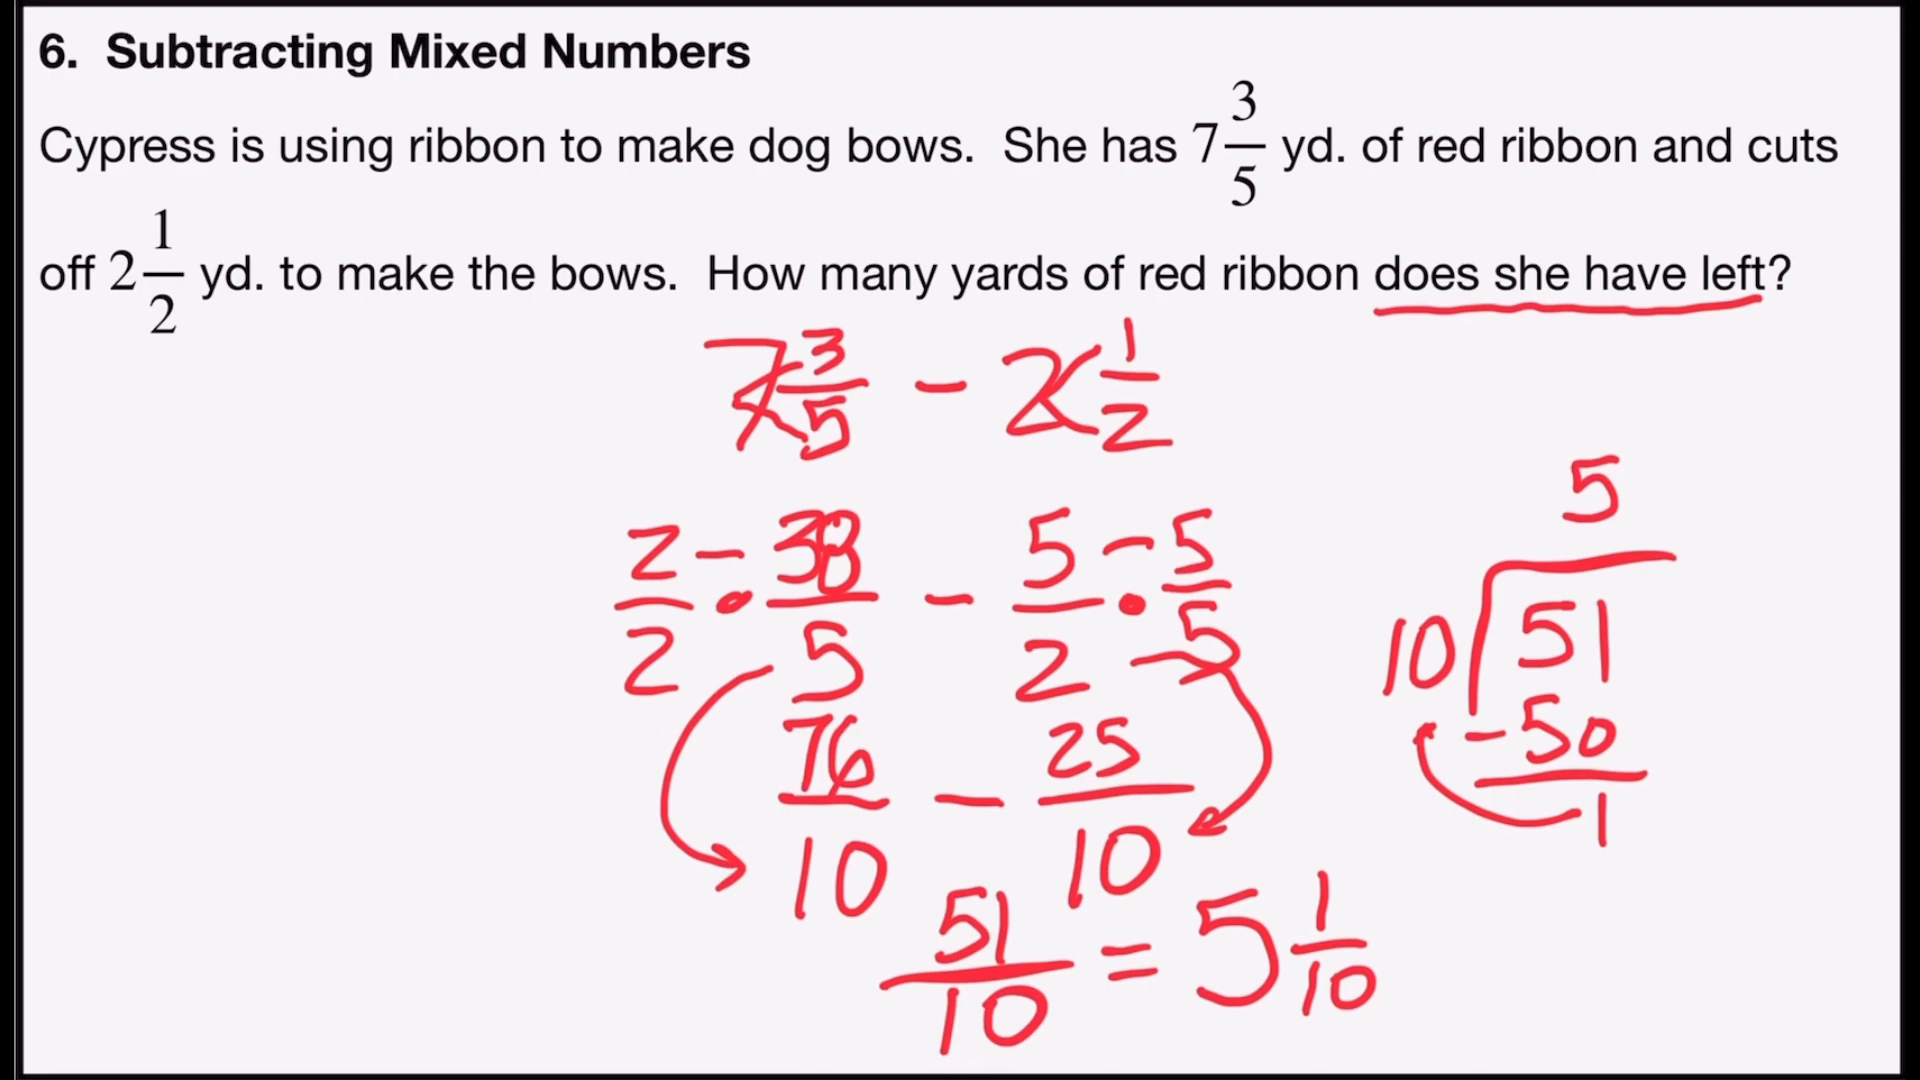 6. Subtracting Mixed Numbers
Cypress is using ribbon to make dog bows. She has 7 3/5 yd. of red ribbon and cuts
off 2 1/2 yd. to make the bows. How many yards of red ribbon does she have left?
7 3/5 − 2 1/2
2/2 • 38/5 − 5/2 • 5/5
76/10 − 25/10
51/10 = 5 1/10
5
10 51
−50
1